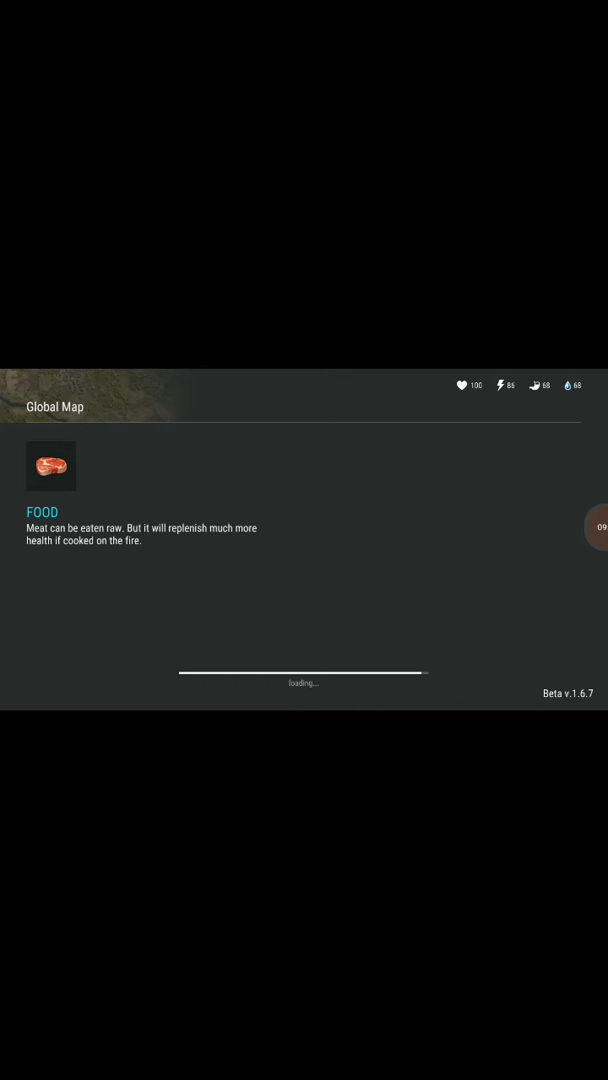 100 86 68 68
Global Map
FOOD
Meat can be eaten raw. But it will replenish much more
health if cooked on the fire.
09:
loading...
Beta v.1.6.7